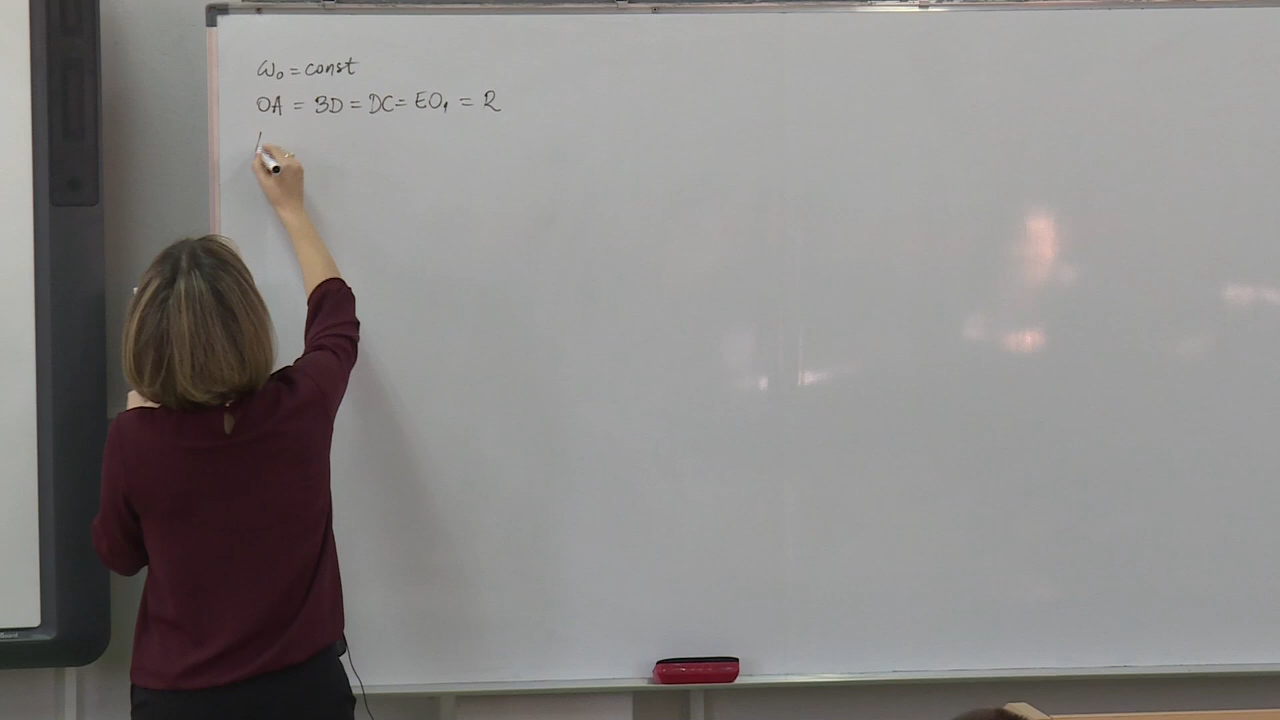 ω₀ = const
OA = BD = DC = EO₁ = R